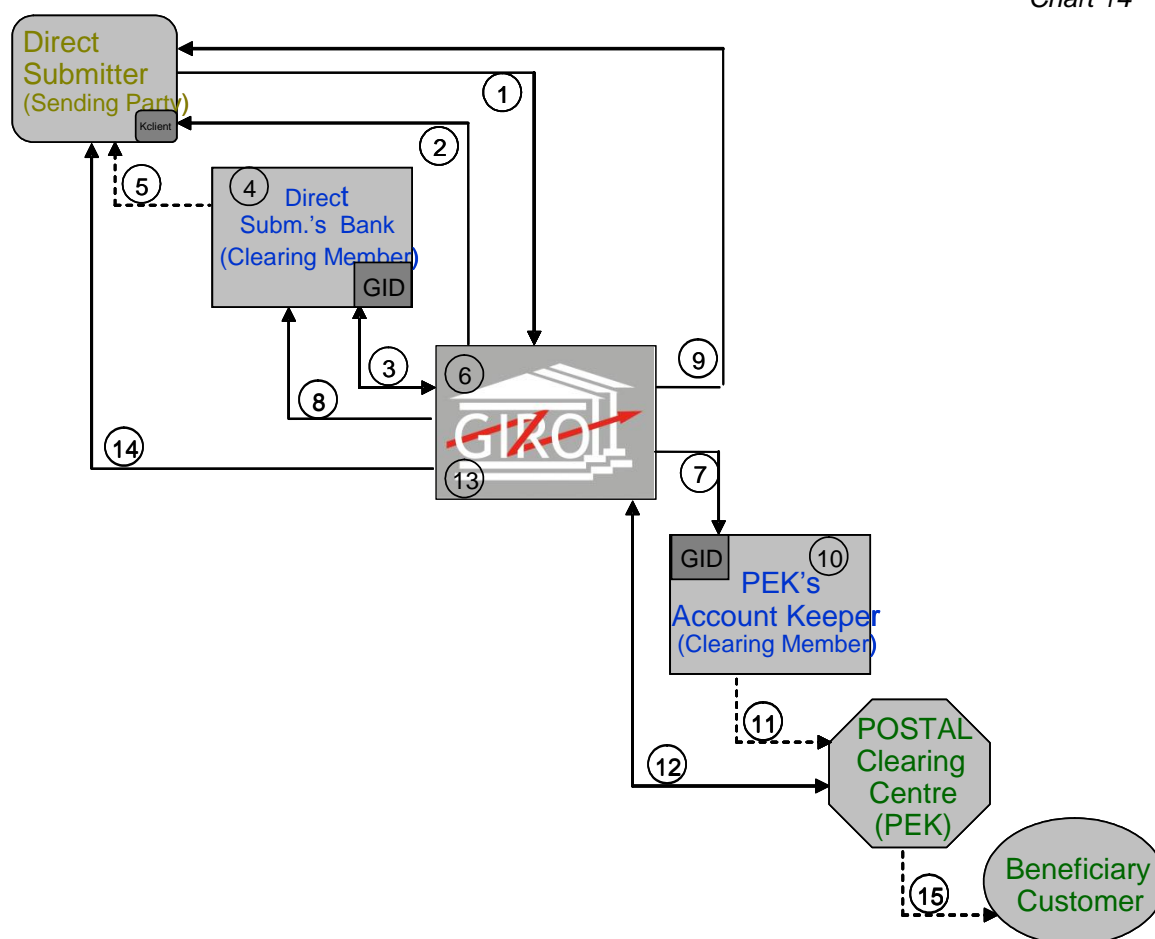 Chart 14
Direct
Submitter
(Sending Party)
Kclient
1
2
5
4
Direct
Subm.'s Bank
(Clearing Member)
GID
3
6
9
8
GIRO
14
13
7
GID
10
PEK's
Account Keeper
(Clearing Member)
11
POSTAL
Clearing
Centre
(PEK)
12
15
Beneficiary
Customer